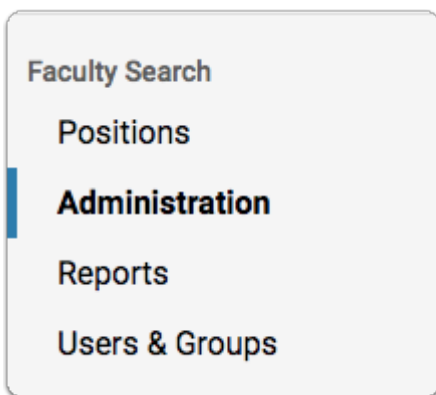 Faculty Search
Positions
Administration
Reports
Users & Groups